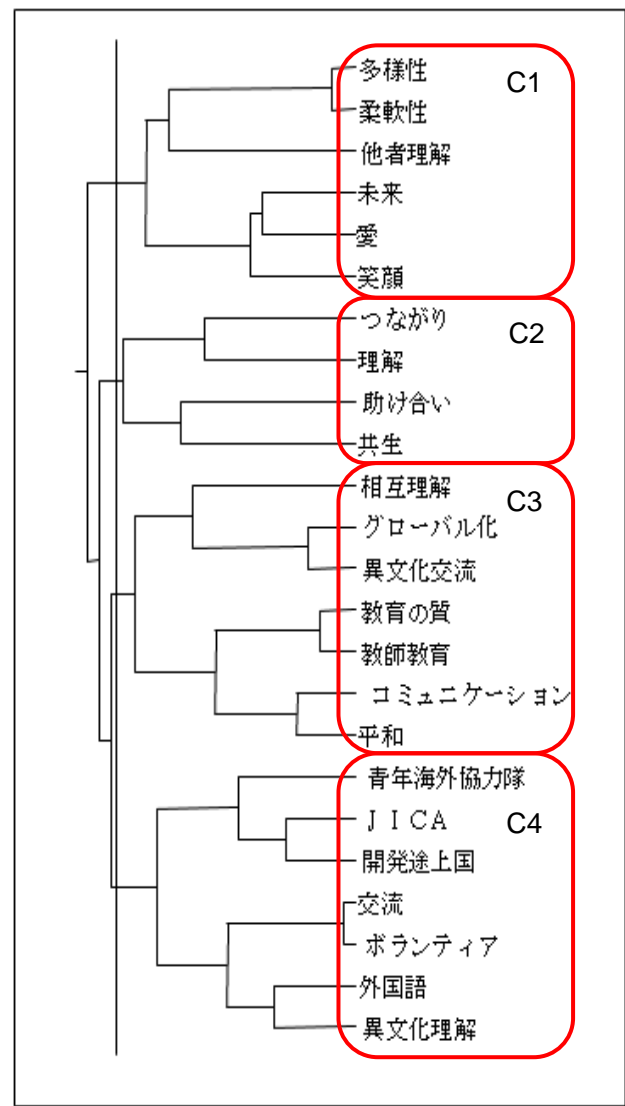 多様性
C1
柔軟性
他者理解
未来
愛
笑顔
つながり
C2
理解
助け合い
共生
相互理解
C3
グローバル化
異文化交流
教育の質
教師教育
コミュニケーション
平和
青年海外協力隊
ＪＩＣＡ
C4
開発途上国
交流
ボランティア
外国語
異文化理解